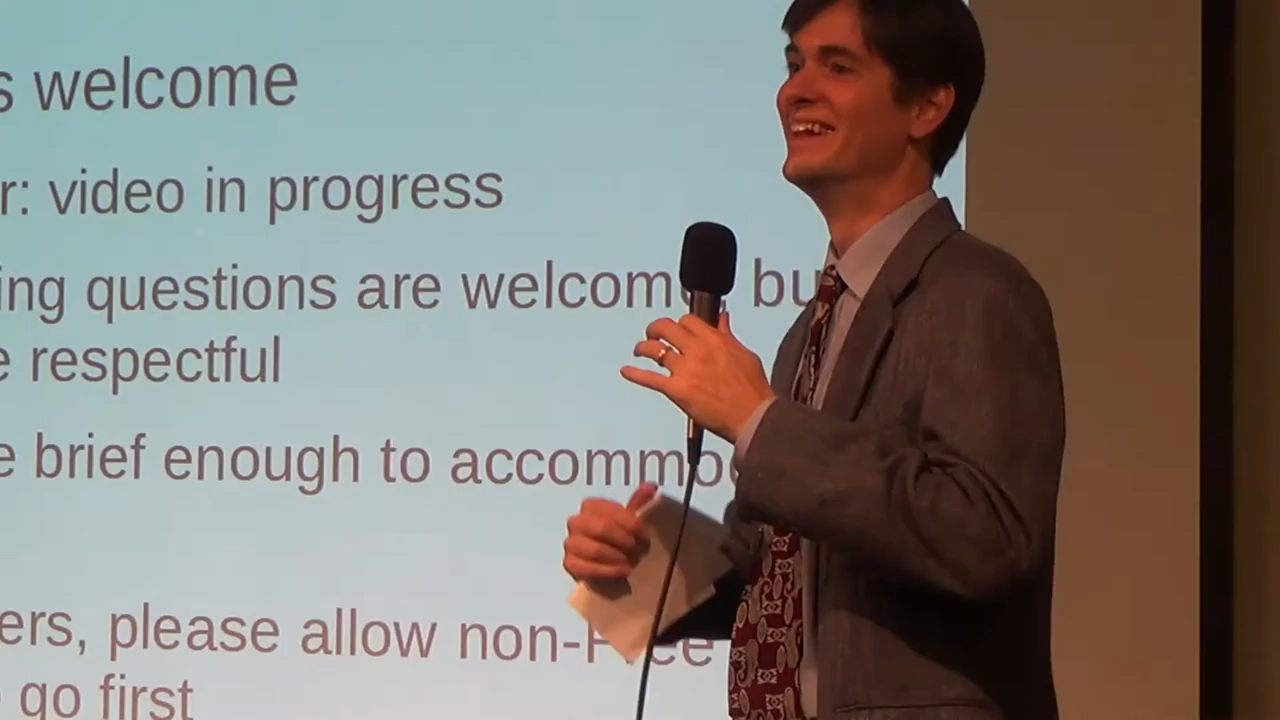 s welcome
r: video in progress
ing questions are welcome, bu
e respectful
e brief enough to accommo
ers, please allow non-F ee
go first